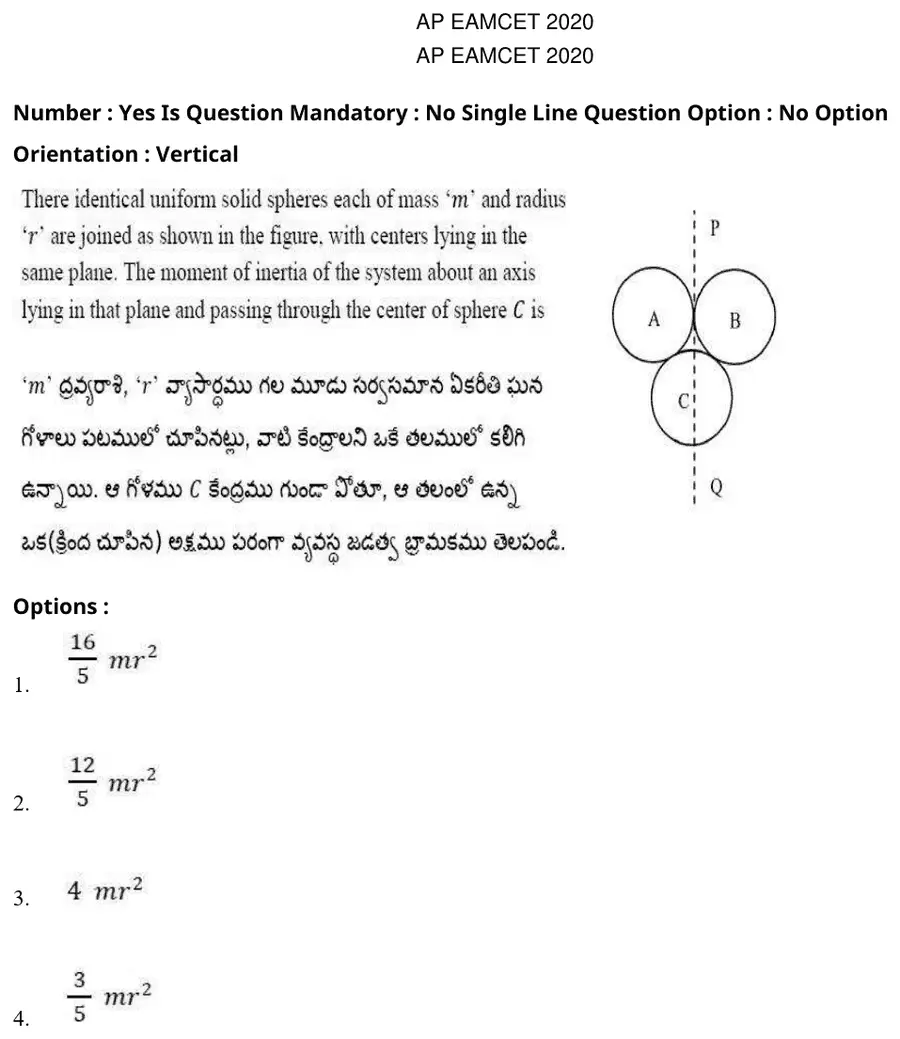 AP EAMCET 2020
AP EAMCET 2020
Number : Yes Is Question Mandatory : No Single Line Question Option : No Option
Orientation : Vertical
There identical uniform solid spheres each of mass ‘m’ and radius
‘r’ are joined as shown in the figure, with centers lying in the
same plane. The moment of inertia of the system about an axis
lying in that plane and passing through the center of sphere C is
P
A
B
C
Q
‘m’ ద్రవ్యరాశి, ‘r’ వ్యాసార్ధము గల మూడు సర్వసమాన ఏకరీతి ఘన
గోళాలు పటములో చూపినట్లు, వాటి కేంద్రాలని ఒకే తలములో కలిగి
ఉన్నాయి. ఆ గోళము C కేంద్రము గుండా పోతూ, ఆ తలంలో ఉన్న
ఒక(క్రింద చూపిన) అక్షము పరంగా వ్యవస్థ జడత్వ భ్రామకము తెలపండి.
Options :
1. 16/5 mr²
2. 12/5 mr²
3. 4 mr²
4. 3/5 mr²